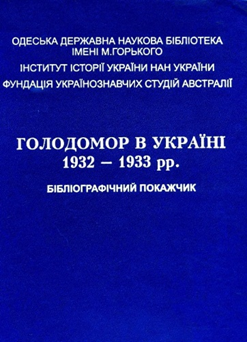 ОДЕСЬКА ДЕРЖАВНА НАУКОВА БІБЛІОТЕКА
ІМЕНІ М.ГОРЬКОГО
ІНСТИТУТ ІСТОРІЇ УКРАЇНИ НАН УКРАЇНИ
ФУНДАЦІЯ УКРАЇНОЗНАВЧИХ СТУДІЙ АВСТРАЛІЇ
ГОЛОДОМОР В УКРАЇНІ
1932 – 1933 рр.
БІБЛІОГРАФІЧНИЙ ПОКАЖЧИК